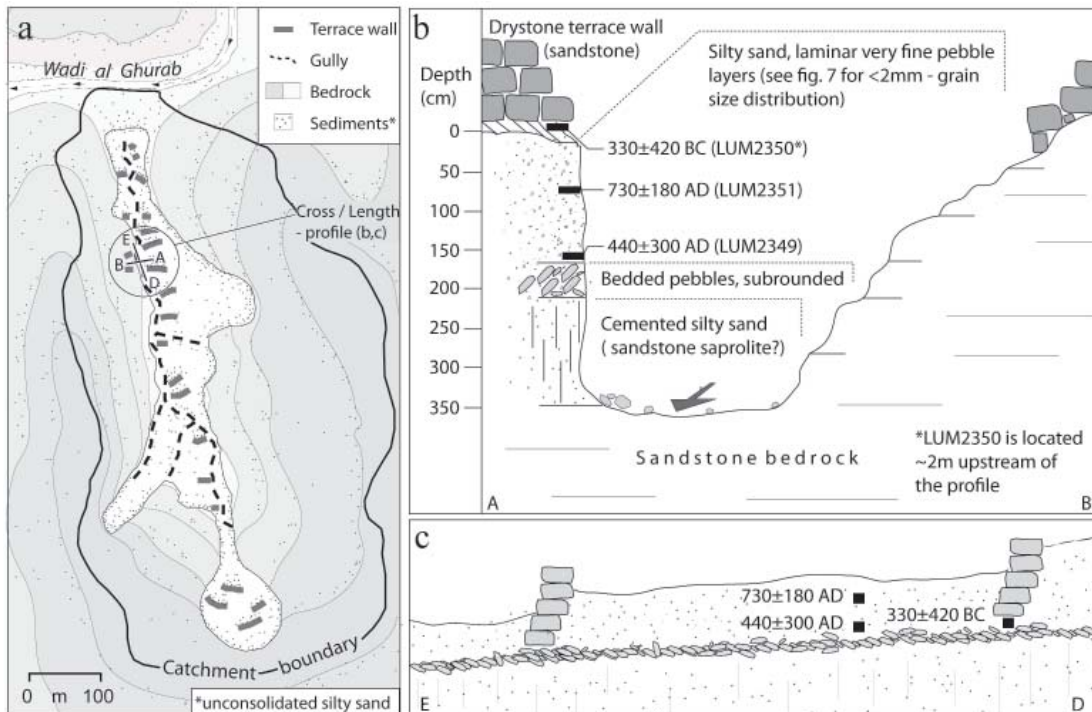 a
Wadi al Ghurab
Terrace wall
Gully
Bedrock
Sediments*
Cross / Length
- profile (b,c)
E
B
A
D
Catchment boundary
0 m 100
*unconsolidated silty sand
b
Drystone terrace wall
(sandstone)
Depth
(cm)
0
50
100
150
200
250
300
350
Silty sand, laminar very fine pebble
layers (see fig. 7 for <2mm - grain
size distribution)
330±420 BC (LUM2350*)
730±180 AD (LUM2351)
440±300 AD (LUM2349)
Bedded pebbles, subrounded
Cemented silty sand
( sandstone saprolite?)
*LUM2350 is located
~2m upstream of
the profile
Sandstone bedrock
A
B
c
730±180 AD
440±300 AD
330±420 BC
E
D